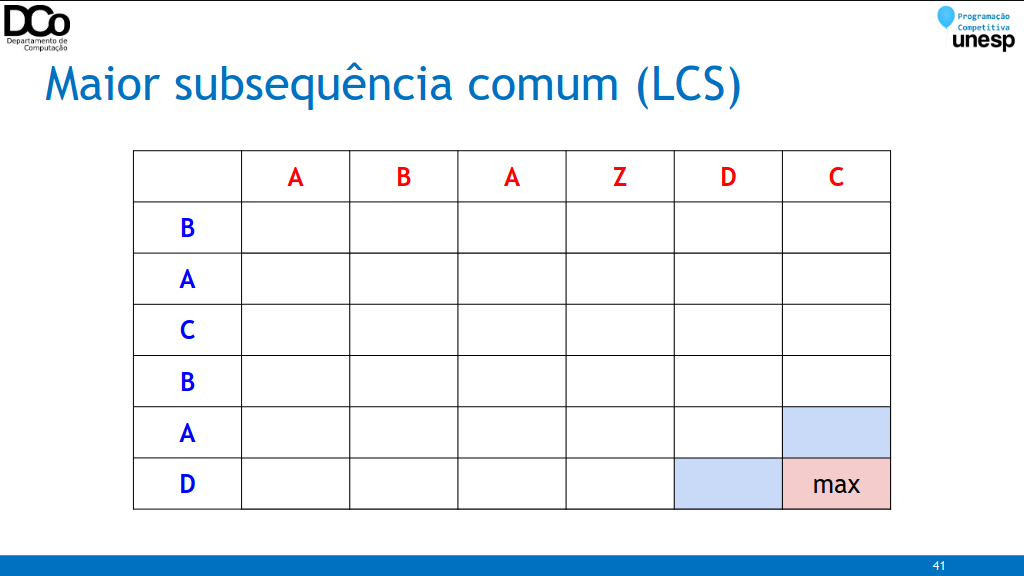 DCo
Departamento de
Computação
Programação
Competitiva
unesp
Maior subsequência comum (LCS)
A B A Z D C
B
A
C
B
A
D max
41